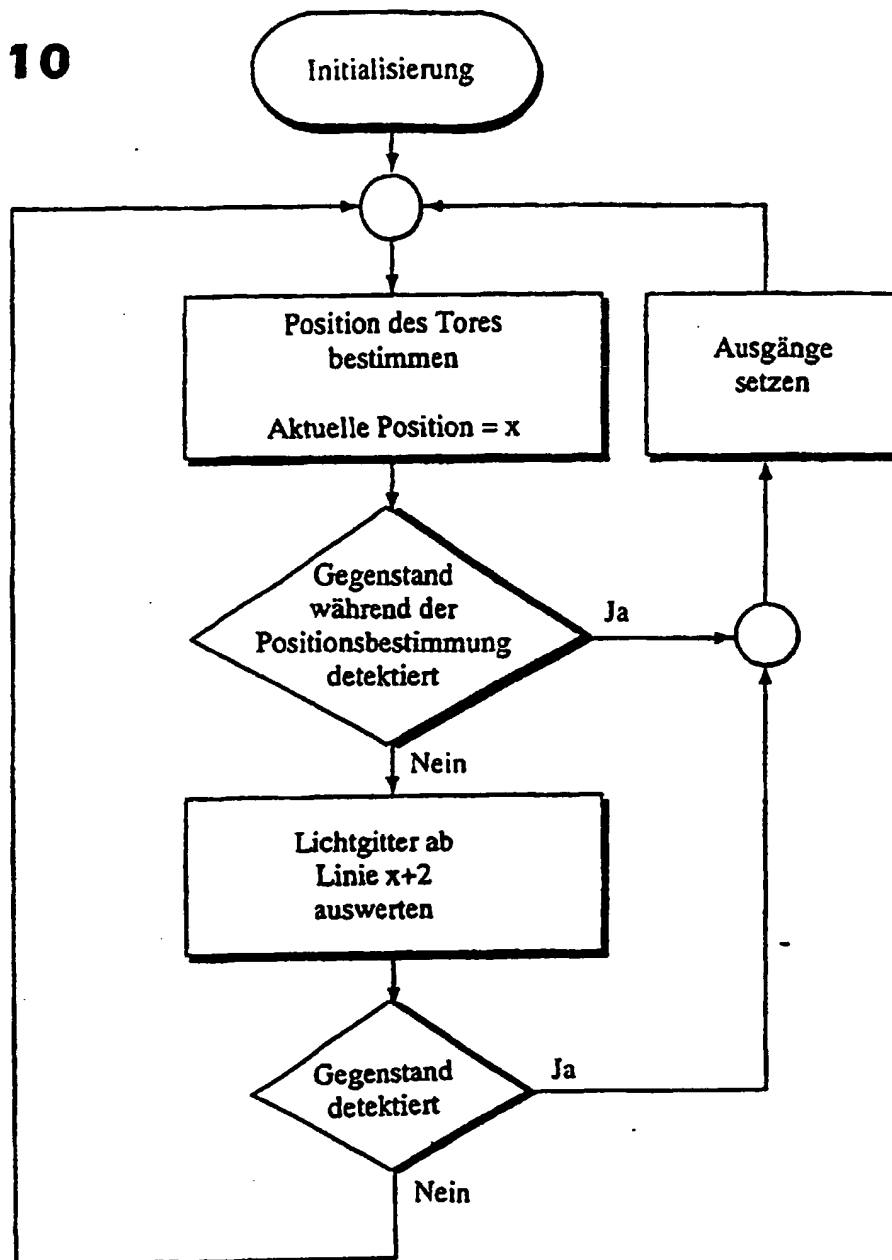 10
Initialisierung
Position des Tores
bestimmen
Aktuelle Position = x
Ausgänge
setzen
Gegenstand
während der
Positionsbestimmung
detektiert
Ja
Nein
Lichtgitter ab
Linie x+2
auswerten
Gegenstand
detektiert
Ja
Nein